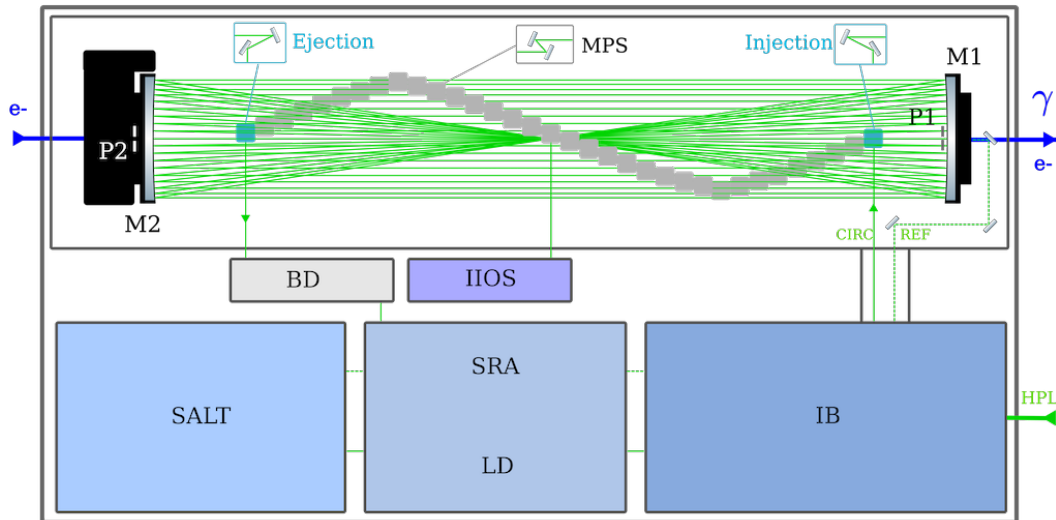 Ejection
MPS
Injection
M1
e-
P2
P1
γ
e-
M2
CIRC
REF
BD
IIOS
SRA
SALT
IB
HPL
LD